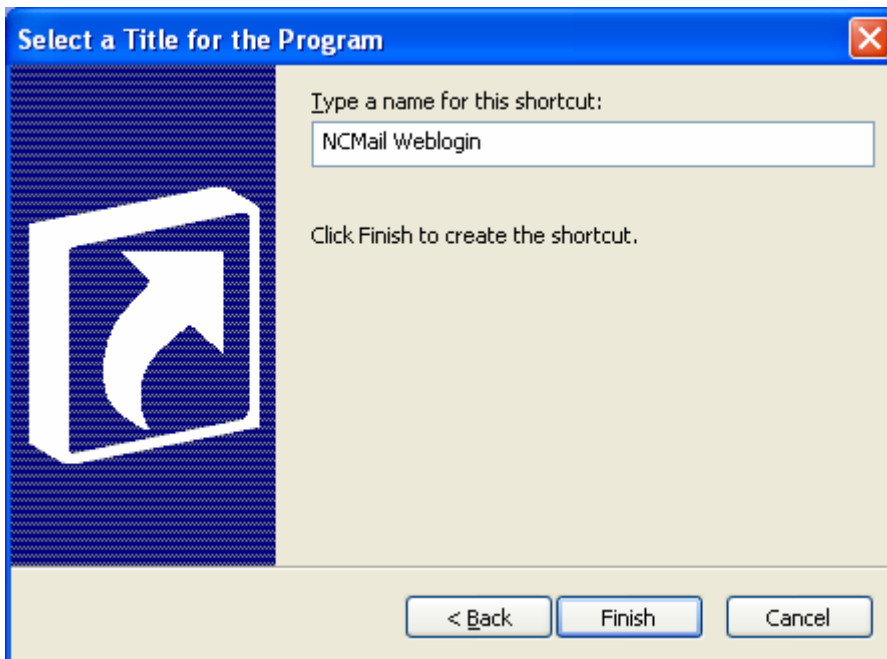 Select a Title for the Program
Type a name for this shortcut:
NCMail Weblogin
Click Finish to create the shortcut.
< Back
Finish
Cancel